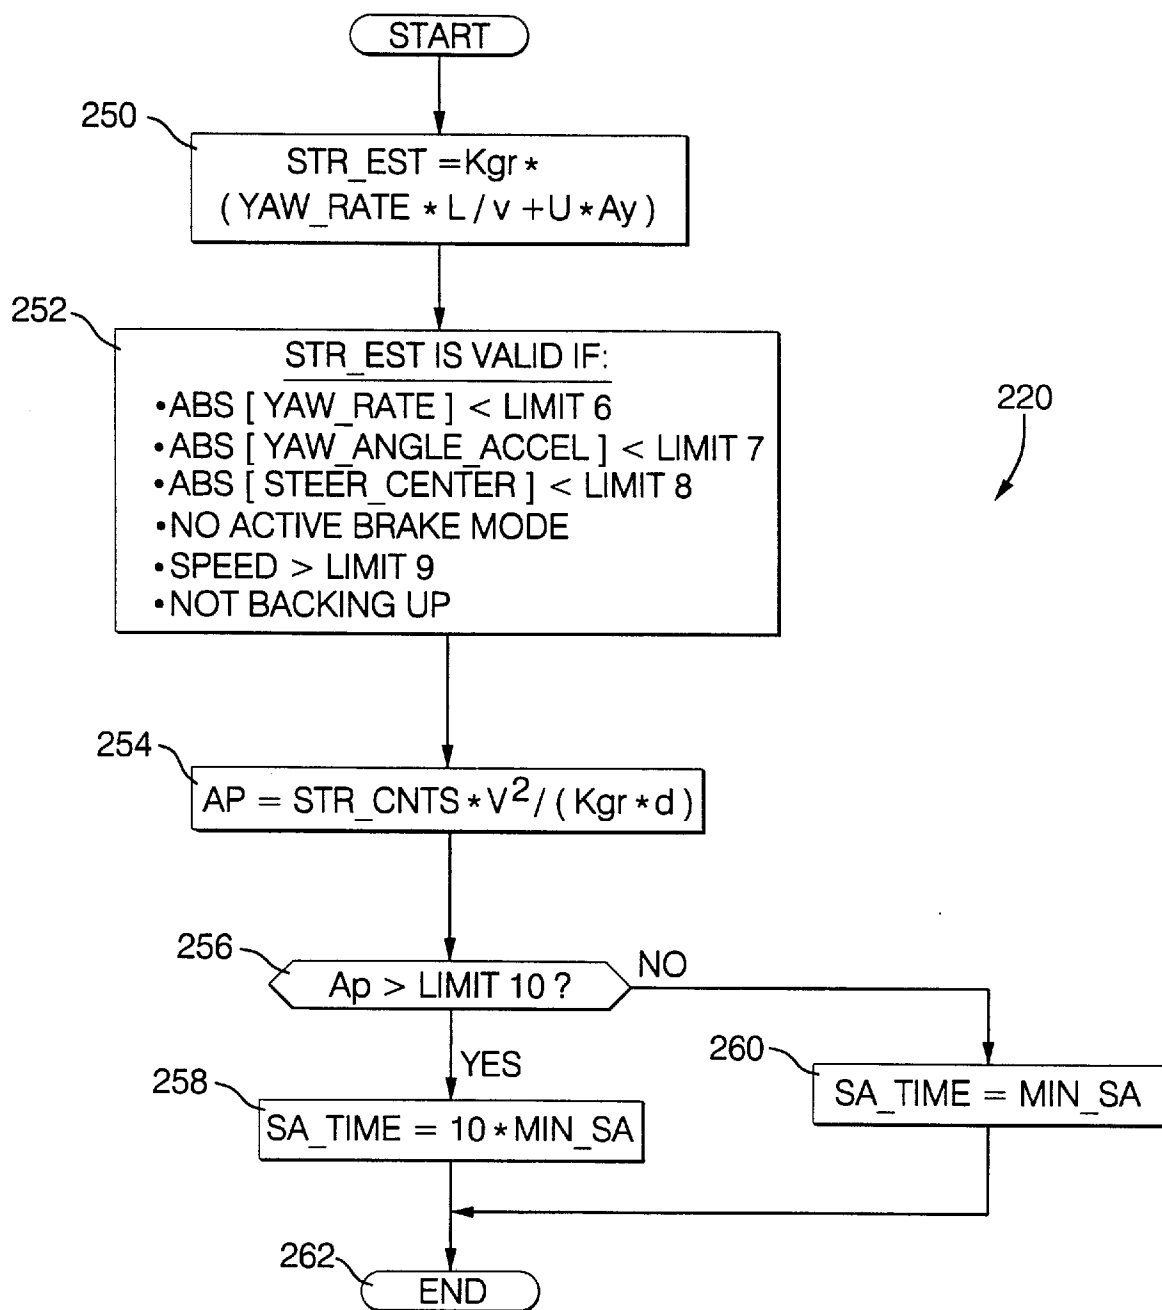 START
250
STR_EST =Kgr*
(YAW_RATE * L / v +U * Ay)
252
STR_EST IS VALID IF:
•ABS [ YAW_RATE ] < LIMIT 6
•ABS [ YAW_ANGLE_ACCEL ] < LIMIT 7
220
•ABS [ STEER_CENTER ] < LIMIT 8
•NO ACTIVE BRAKE MODE
•SPEED > LIMIT 9
•NOT BACKING UP
254
AP = STR_CNTS * V² / ( Kgr * d )
256
Ap > LIMIT 10 ?
NO
YES
258
SA_TIME = 10 * MIN_SA
260
SA_TIME = MIN_SA
262
END